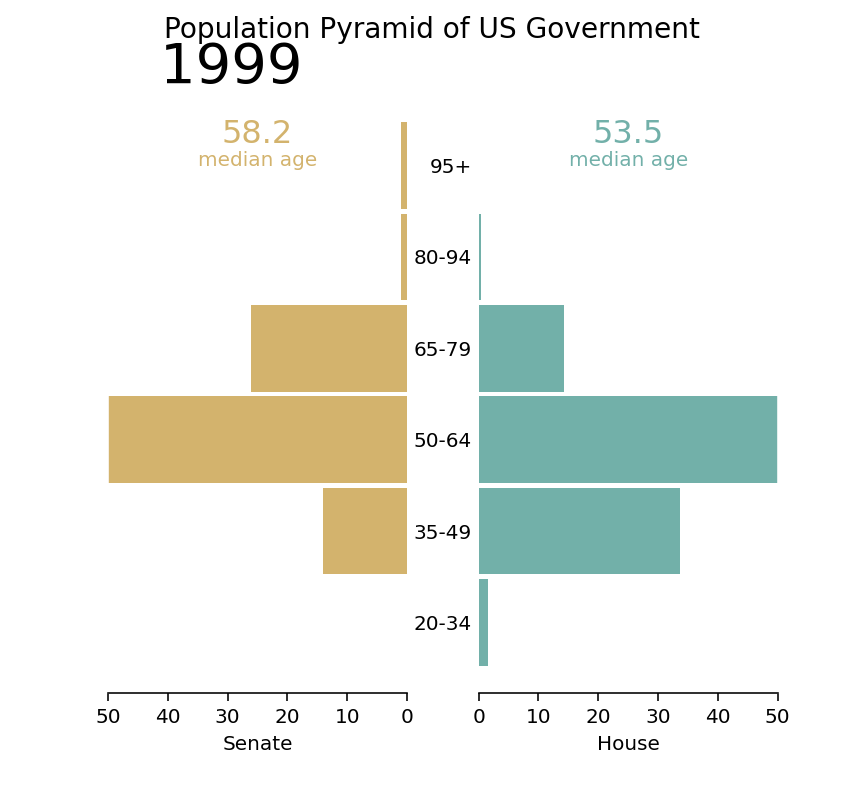 Population Pyramid of US Government
1999
58.2
median age
53.5
median age
95+
80-94
65-79
50-64
35-49
20-34
50 40 30 20 10 0
0 10 20 30 40 50
Senate
House